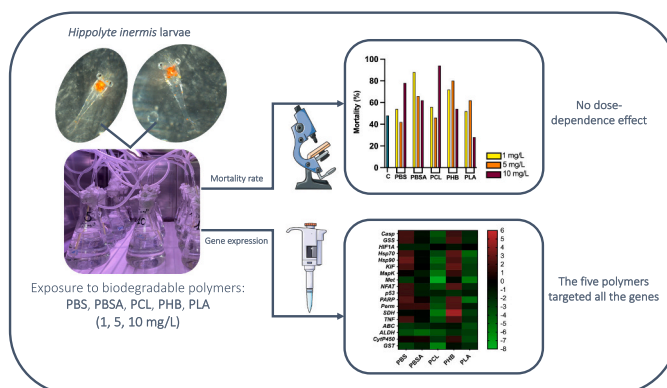 Hippolyte inermis larvae
Mortality rate
Gene expression
Exposure to biodegradable polymers:
PBS, PBSA, PCL, PHB, PLA
(1, 5, 10 mg/L)
Mortality (%)
100
80
60
40
20
0
C
PBS
PBSA
PCL
PHB
PLA
1 mg/L
5 mg/L
10 mg/L
No dose-
dependence effect
Casp
GSS
HIF1A
Hsp70
Hsp90
KIF
MapK
Met
NFAT
p53
PARP
Perm
SDH
TNF
ABC
ALDH
CytP450
GST
PBS
PBSA
PCL
PHB
PLA
6
5
4
3
2
1
0
-1
-2
-3
-4
-5
-6
-7
-8
The five polymers
targeted all the genes